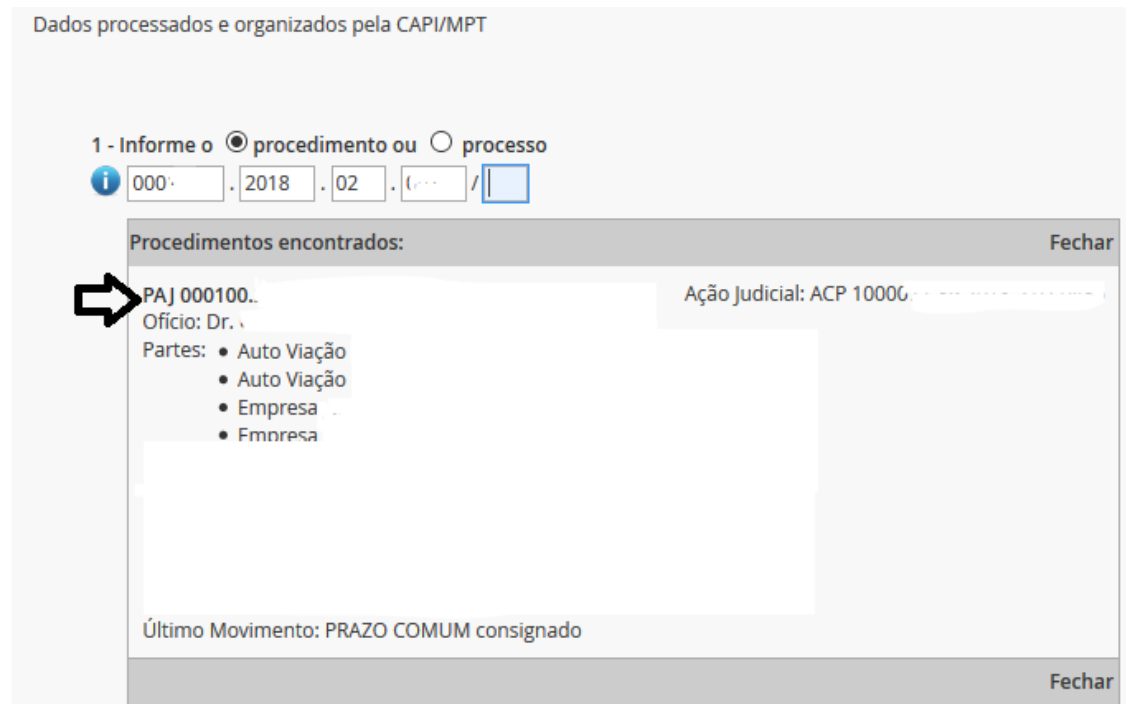 Dados processados e organizados pela CAPI/MPT
1 - Informe o procedimento ou processo
. 2018 . 02 . /
Procedimentos encontrados: Fechar
PAJ 000100. Ação Judicial: ACP
Ofício: Dr.
Partes: • Auto Viação
• Auto Viação
• Empresa
• Empresa
Último Movimento: PRAZO COMUM consignado
Fechar